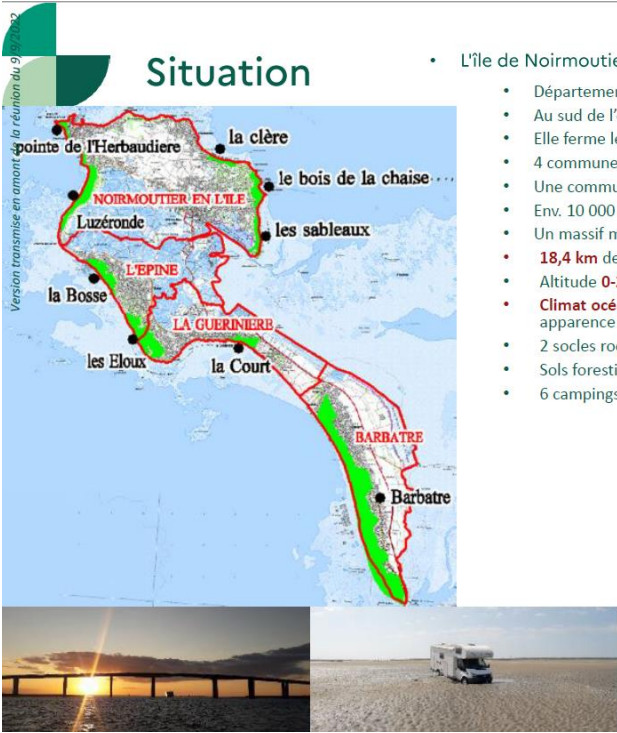 Version transmise en amont de la réunion du 9/9/2022
Situation
pointe de l'Herbaudiere
la clère
le bois de la chaise
NOIRMOUTIER EN L'ILE
Luzéronde
les sableaux
L'EPINE
la Bosse
LA GUERINIERE
les Eloux
la Court
BARBATRE
Barbatre
• L'île de Noirmoutie
• Départemen
• Au sud de l'
• Elle ferme le
• 4 commune
• Une commu
• Env. 10 000
• Un massif m
• 18,4 km de
• Altitude 0-
• Climat océ
apparence
• 2 socles ro
• Sols foresti
• 6 campings